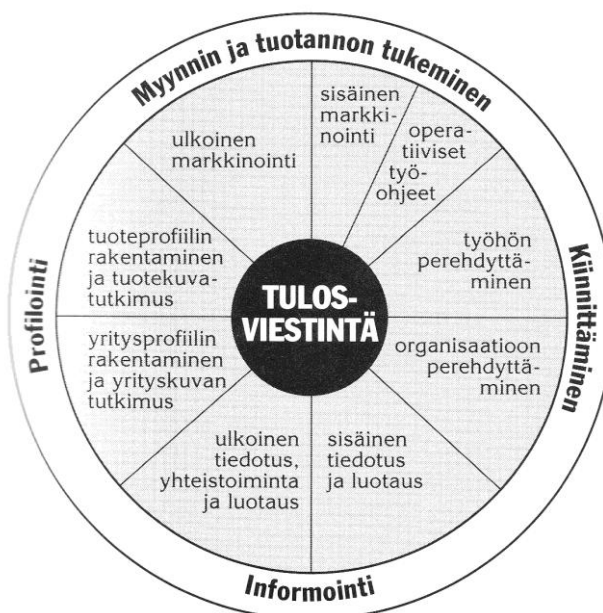 Myynnin ja tuotannon tukeminen
ulkoinen
markkinointi
sisäinen
markki-
nointi
opera-
tiiviset
työ-
ohjeet
työhön
perehdyttä-
minen
Kiinnittäminen
organisaatioon
perehdyttä-
minen
sisäinen
tiedotus
ja luotaus
Informointi
ulkoinen
tiedotus,
yhteistoiminta
ja luotaus
yritysprofiilin
rakentaminen
ja yrityskuvan
tutkimus
Profilointi
tuoteprofiilin
rakentaminen
ja tuotekuva-
tutkimus
TULOS-
VIESTINTÄ